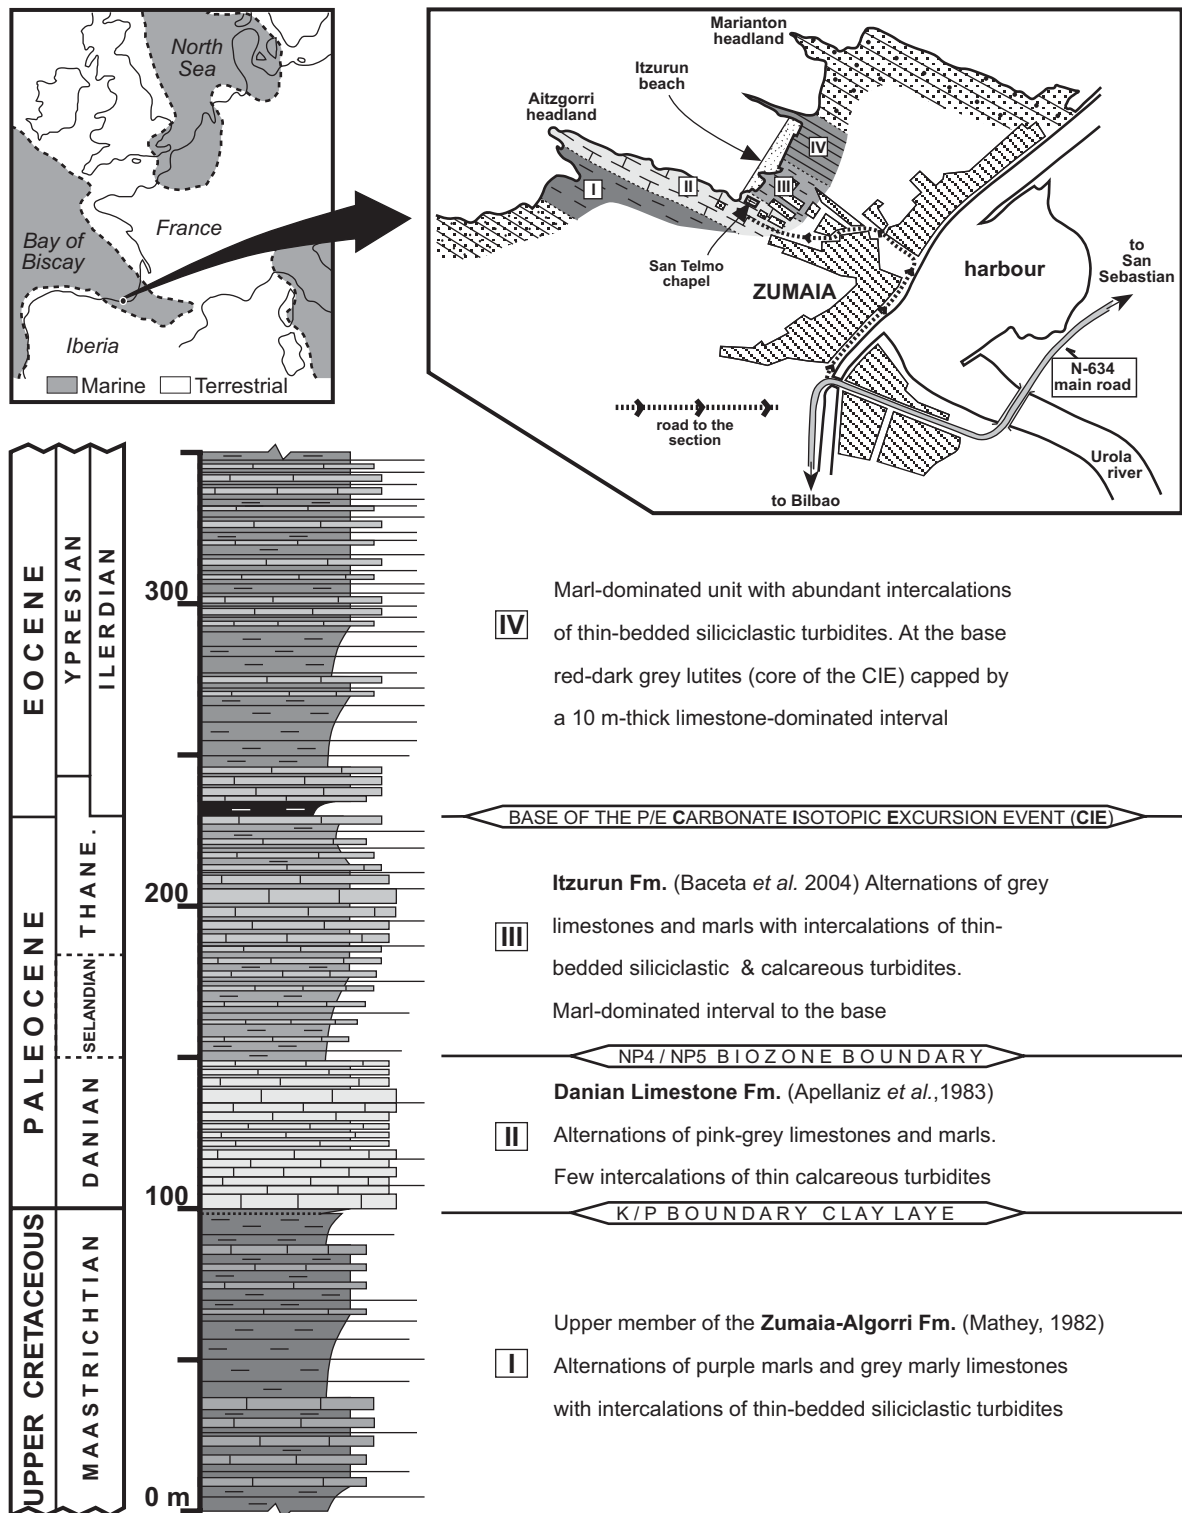 North
Sea
France
Bay of
Biscay
Iberia
Marine
Terrestrial
Marianton
headland
Itzurun
beach
Aitzgorri
headland
I
II
III
IV
San Telmo
chapel
ZUMAIA
harbour
to
San
Sebastian
N-634
main road
road to the
section
Urola
river
to Bilbao
EOCENE
YPRESIAN
ILERDIAN
PALEOCENE
THANE.
SELANDIAN
DANIAN
UPPER CRETACEOUS
MAASTRICHTIAN
300
200
100
0 m
IV
Marl-dominated unit with abundant intercalations
of thin-bedded siliciclastic turbidites. At the base
red-dark grey lutites (core of the CIE) capped by
a 10 m-thick limestone-dominated interval
BASE OF THE P/E CARBONATE ISOTOPIC EXCURSION EVENT (CIE)
III
Itzurun Fm. (Baceta et al. 2004) Alternations of grey
limestones and marls with intercalations of thin-
bedded siliciclastic & calcareous turbidites.
Marl-dominated interval to the base
NP4 / NP5 BIOZONE BOUNDARY
II
Danian Limestone Fm. (Apellaniz et al.,1983)
Alternations of pink-grey limestones and marls.
Few intercalations of thin calcareous turbidites
K/P BOUNDARY CLAY LAYE
I
Upper member of the Zumaia-Algorri Fm. (Mathey, 1982)
Alternations of purple marls and grey marly limestones
with intercalations of thin-bedded siliciclastic turbidites